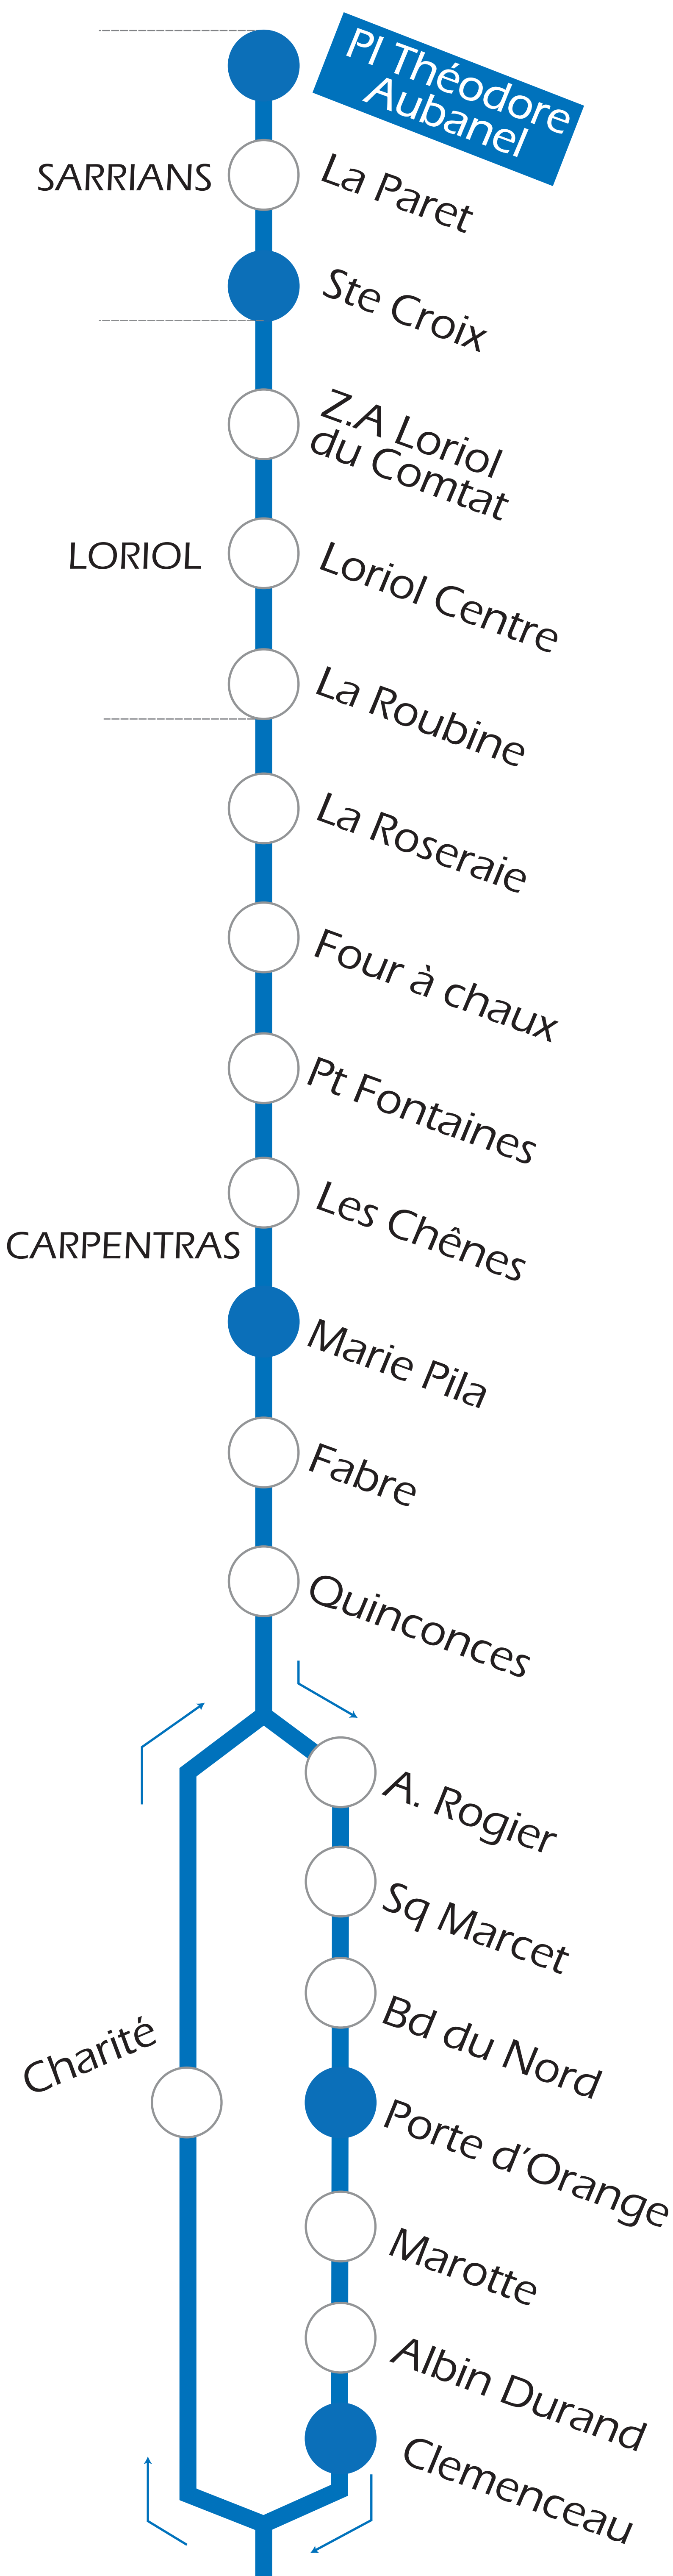 Pl Théodore
Aubanel
SARRIANS
La Paret
Ste Croix
Z.A Loriol
du Comtat
LORIOL
Loriol Centre
La Roubine
La Roseraie
Four à chaux
Pt Fontaines
Les Chênes
CARPENTRAS
Marie Pila
Fabre
Quinconces
A. Rogier
Sq Marcet
Bd du Nord
Charité
Porte d'Orange
Marotte
Albin Durand
Clemenceau